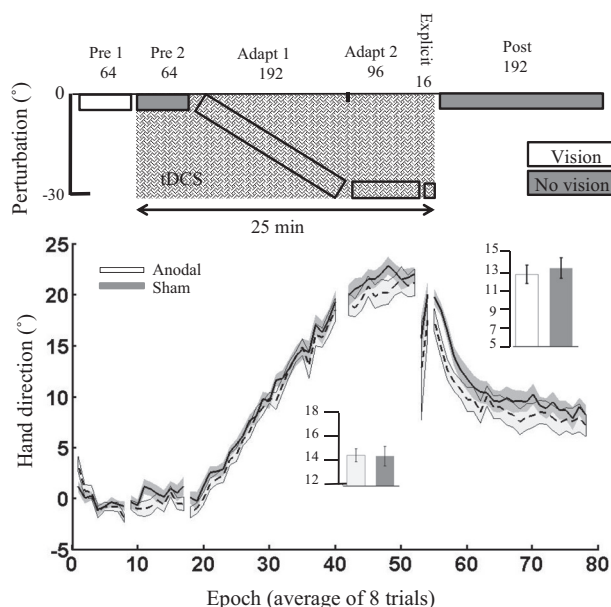 Pre 1
64
Pre 2
64
Adapt 1
192
Adapt 2
96
Explicit
16
Post
192
Perturbation (°)
0
-30
tDCS
Vision
No vision
25 min
Hand direction (°)
25
20
15
10
5
0
-5
Anodal
Sham
15
13
11
9
7
5
18
16
14
12
0 10 20 30 40 50 60 70 80
Epoch (average of 8 trials)